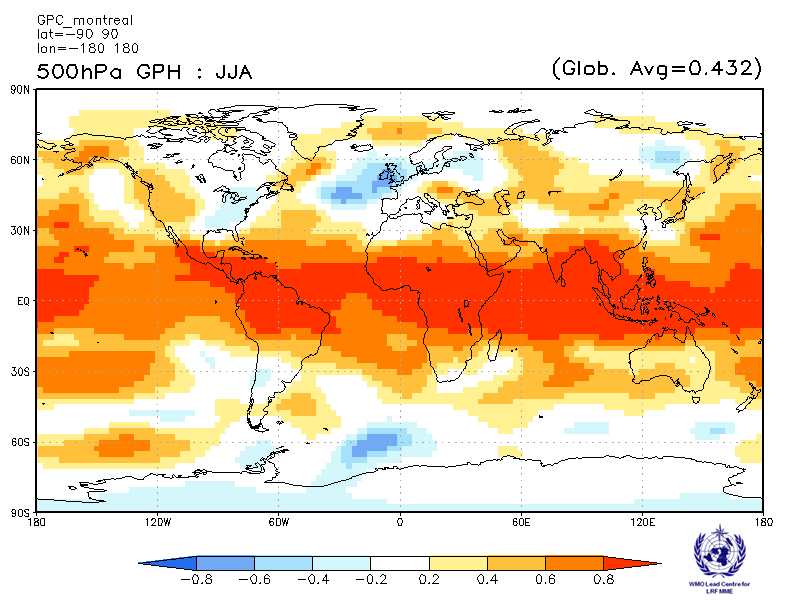 GPC_montreal
lat=-90 90
lon=-180 180
500hPa GPH : JJA
(Glob. Avg=0.432)
90N
60N
30N
EQ
30S
60S
90S
180 120W 60W 0 60E 120E 180
-0.8 -0.6 -0.4 -0.2 0.2 0.4 0.6 0.8
WMO Lead Centre for
LRF MME